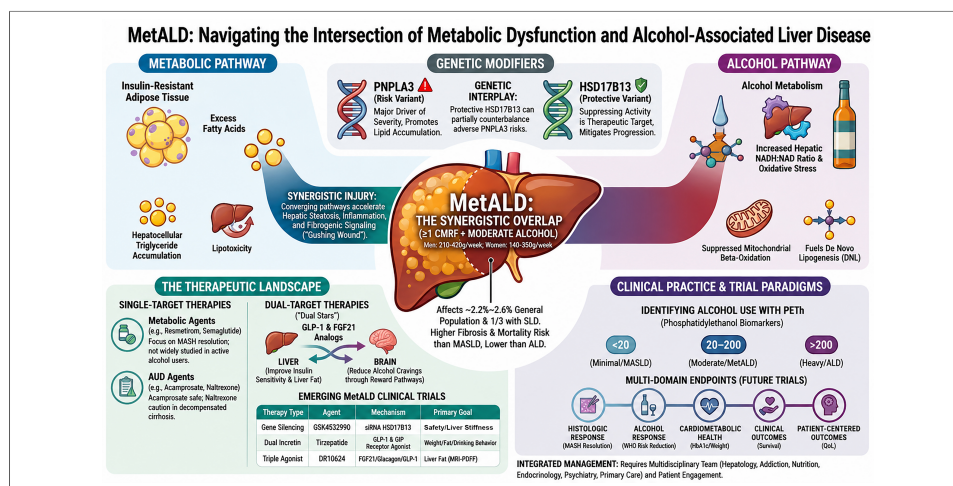 MetALD: Navigating the Intersection of Metabolic Dysfunction and Alcohol-Associated Liver Disease
METABOLIC PATHWAY
Insulin-Resistant
Adipose Tissue
Excess
Fatty Acids
Hepatocellular
Triglyceride
Accumulation
Lipotoxicity
SYNERGISTIC INJURY:
Converging pathways accelerate
Hepatic Steatosis, Inflammation,
and Fibrogenic Signaling
("Gushing Wound").
GENETIC MODIFIERS
PNPLA3
(Risk Variant)
Major Driver of
Severity, Promotes
Lipid Accumulation.
GENETIC
INTERPLAY:
Protective HSD17B13 can
partially counterbalance
adverse PNPLA3 risks.
HSD17B13
(Protective Variant)
Suppressing Activity
is Therapeutic Target,
Mitigates Progression.
ALCOHOL PATHWAY
Alcohol Metabolism
Increased Hepatic
NADH:NAD Ratio &
Oxidative Stress
Suppressed Mitochondrial
Beta-Oxidation
Fuels De Novo
Lipogenesis (DNL)
MetALD:
THE SYNERGISTIC OVERLAP
(≥1 CMRF + MODERATE ALCOHOL)
Men: 210-420g/week; Women: 140-350g/week
Affects ~2.2%~2.6% General
Population & 1/3 with SLD.
Higher Fibrosis & Mortality Risk
than MASLD, Lower than ALD.
THE THERAPEUTIC LANDSCAPE
SINGLE-TARGET THERAPIES
Metabolic Agents
(e.g., Resmetirom, Semaglutide)
Focus on MASH resolution;
not widely studied in active
alcohol users.
AUD Agents
(e.g., Acamprosate, Naltrexone)
Acamprosate safe; Naltrexone
caution in decompensated
cirrhosis.
DUAL-TARGET THERAPIES
("Dual Stars")
GLP-1 & FGF21
Analogs
LIVER
(Improve Insulin
Sensitivity & Liver Fat)
BRAIN
(Reduce Alcohol Cravings
through Reward Pathways)
EMERGING MetALD CLINICAL TRIALS
Therapy Type Agent Mechanism Primary Goal
Gene Silencing GSK4532990 siRNA HSD17B13 Safety/Liver Stiffness
Dual Incretin Tirzepatide GLP-1 & GIP Receptor Agonist Weight/Fat/Drinking Behavior
Triple Agonist DR10624 FGF21/Glucagon/GLP-1 Liver Fat (MRI-PDFF)
CLINICAL PRACTICE & TRIAL PARADIGMS
IDENTIFYING ALCOHOL USE WITH PETh
(Phosphatidylethanol Biomarkers)
<20 20–200 >200
(Minimal/MASLD) (Moderate/MetALD) (Heavy/ALD)
MULTI-DOMAIN ENDPOINTS (FUTURE TRIALS)
HISTOLOGIC
RESPONSE
(MASH Resolution)
ALCOHOL
RESPONSE
(WHO Risk Reduction)
CARDIOMETABOLIC
HEALTH
(HbA1c/Weight)
CLINICAL
OUTCOMES
(Survival)
PATIENT-CENTERED
OUTCOMES
(QoL)
INTEGRATED MANAGEMENT: Requires Multidisciplinary Team (Hepatology, Addiction, Nutrition,
Endocrinology, Psychiatry, Primary Care) and Patient Engagement.